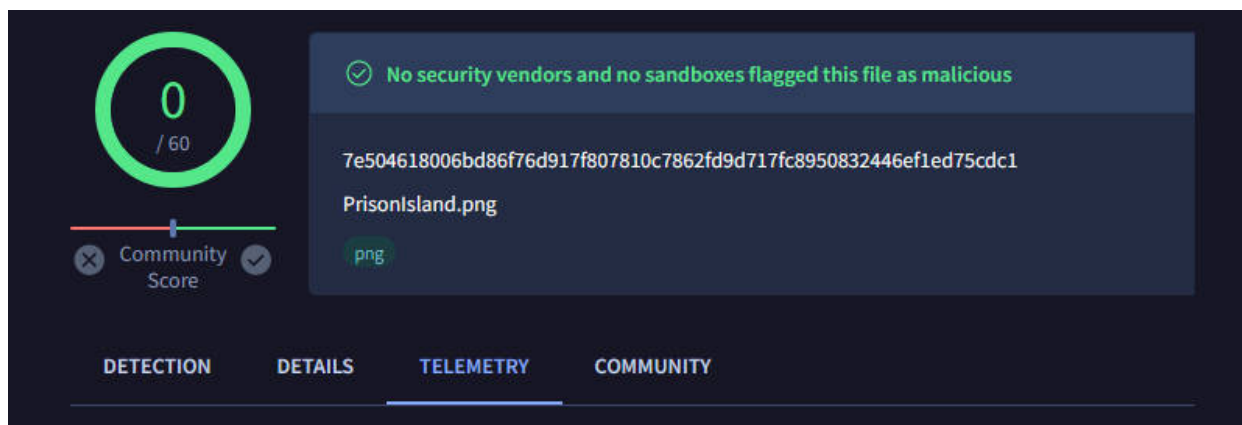 0
/ 60
Community
Score
No security vendors and no sandboxes flagged this file as malicious
7e504618006bd86f76d917f807810c7862fd9d717fc8950832446ef1ed75cdc1
PrisonIsland.png
png
DETECTION DETAILS TELEMETRY COMMUNITY